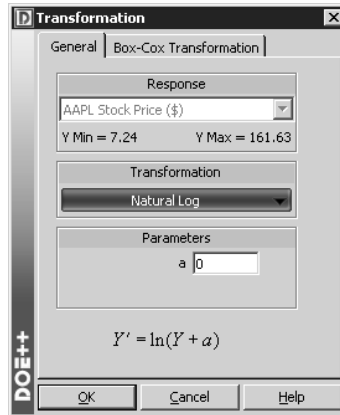 Transformation
General
Box-Cox Transformation
Response
AAPL Stock Price ($)
Y Min = 7.24 Y Max = 161.63
Transformation
Natural Log
Parameters
a 0
Y' = ln(Y + a)
DOE++
OK Cancel Help